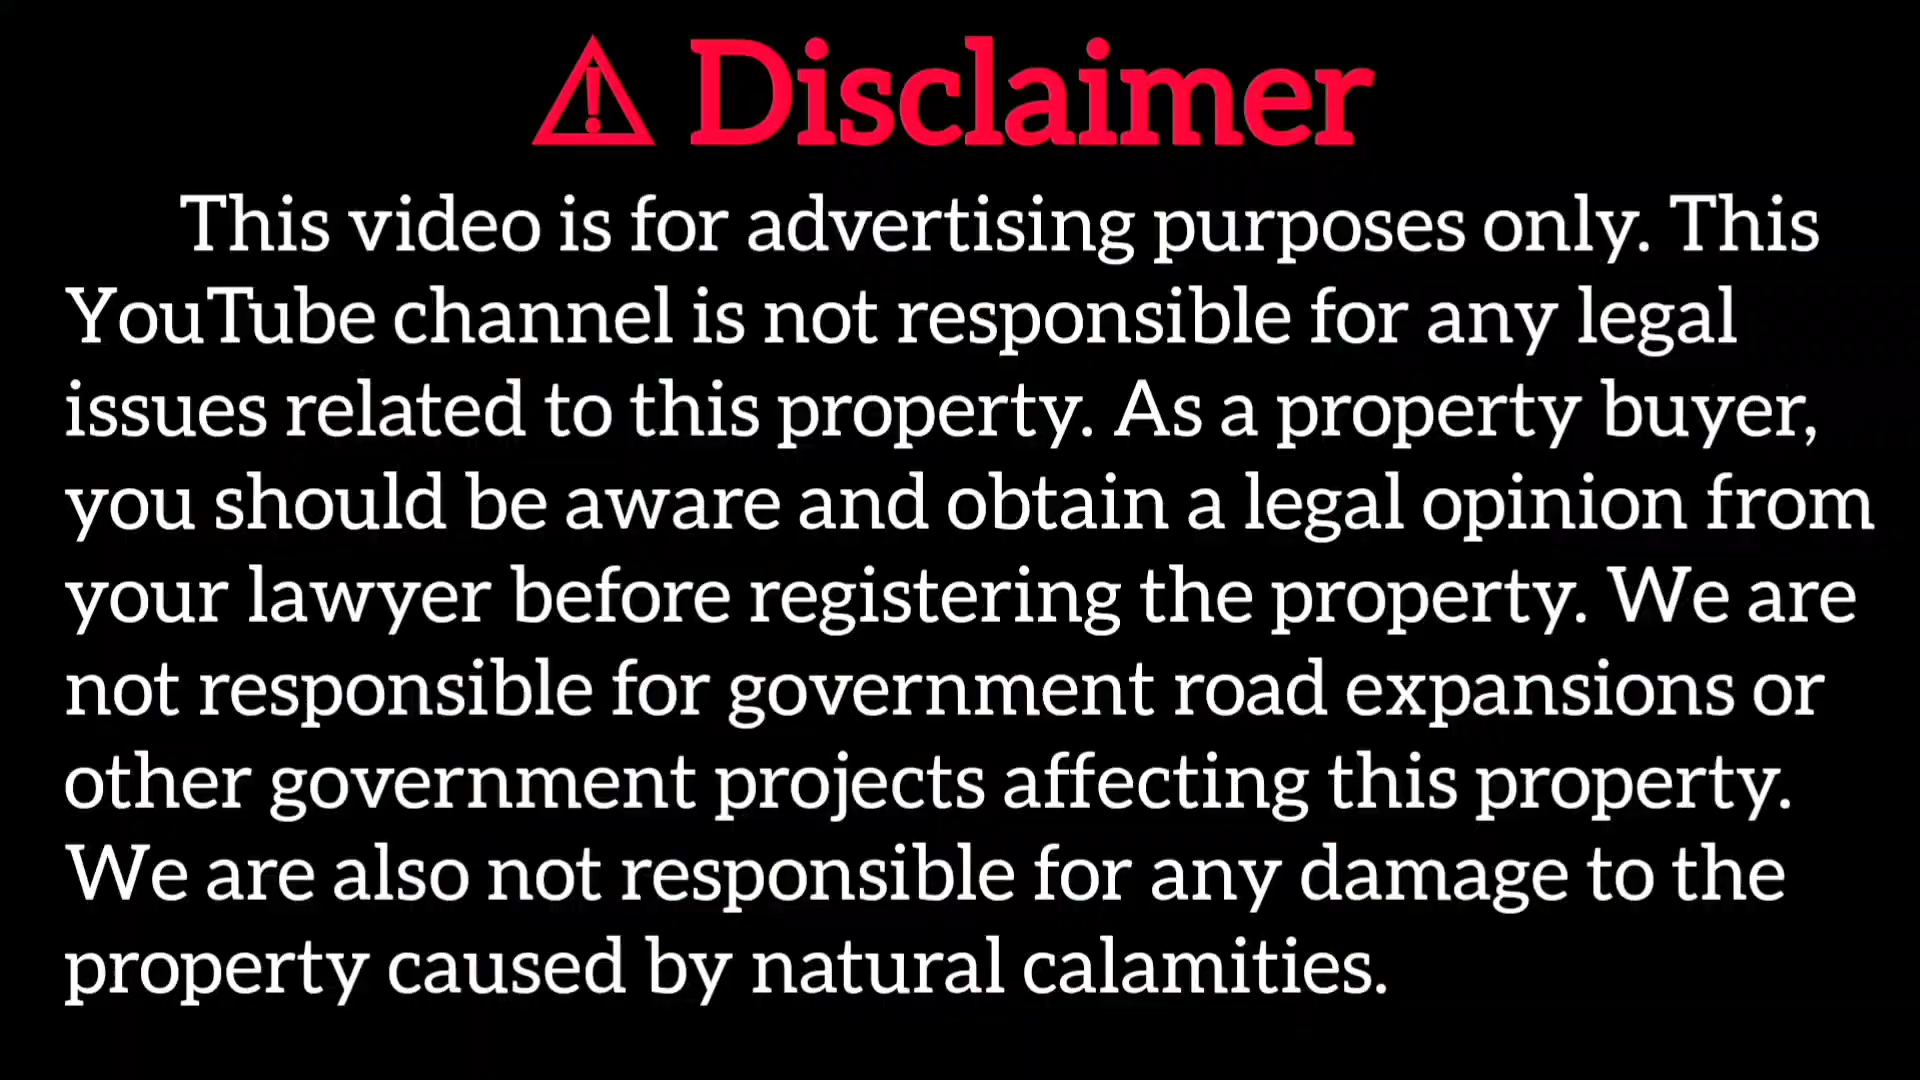 ⚠ Disclaimer
This video is for advertising purposes only. This
YouTube channel is not responsible for any legal
issues related to this property. As a property buyer,
you should be aware and obtain a legal opinion from
your lawyer before registering the property. We are
not responsible for government road expansions or
other government projects affecting this property.
We are also not responsible for any damage to the
property caused by natural calamities.